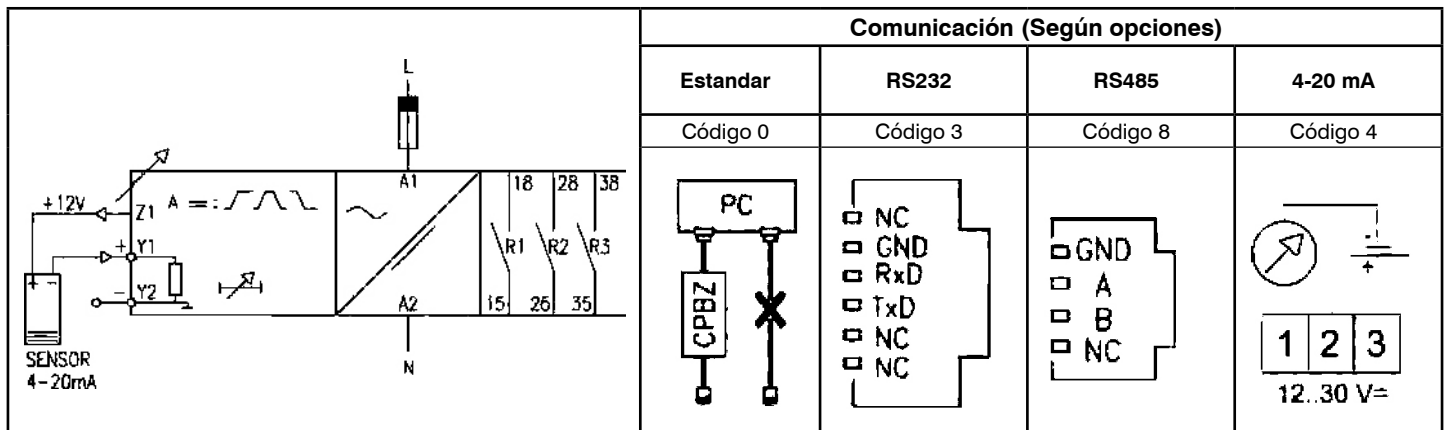 Comunicación (Según opciones)
Estandar
RS232
RS485
4-20 mA
Código 0
Código 3
Código 8
Código 4
L
A1
18
28
38
+12V
Z1
A =:
+
Y1
R1
R2
R3
+ -
-
Y2
A2
15
26
35
SENSOR
4-20mA
N
PC
CPBZ
NC
GND
RxD
TxD
NC
NC
GND
A
B
NC
-
+
1 2 3
12..30 V=